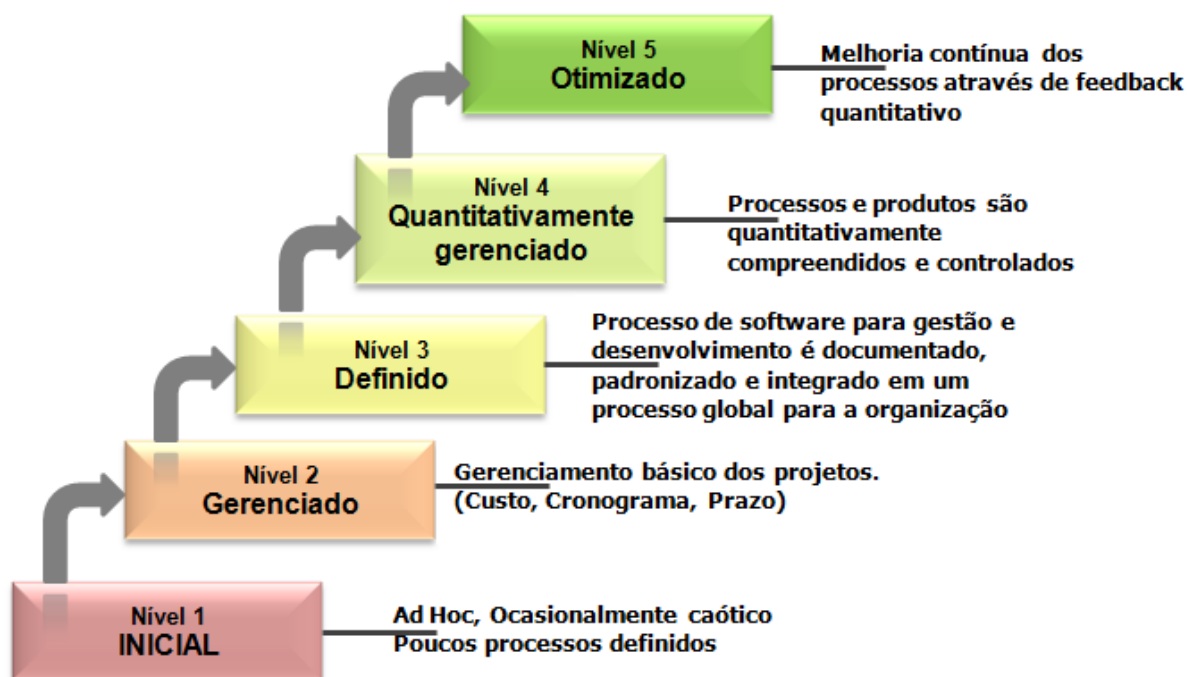 Nível 5
Otimizado
Melhoria contínua dos
processos através de feedback
quantitativo
Nível 4
Quantitativamente
gerenciado
Processos e produtos são
quantitativamente
compreendidos e controlados
Nível 3
Definido
Processo de software para gestão e
desenvolvimento é documentado,
padronizado e integrado em um
processo global para a organização
Nível 2
Gerenciado
Gerenciamento básico dos projetos.
(Custo, Cronograma, Prazo)
Nível 1
INICIAL
Ad Hoc, Ocasionalmente caótico
Poucos processos definidos